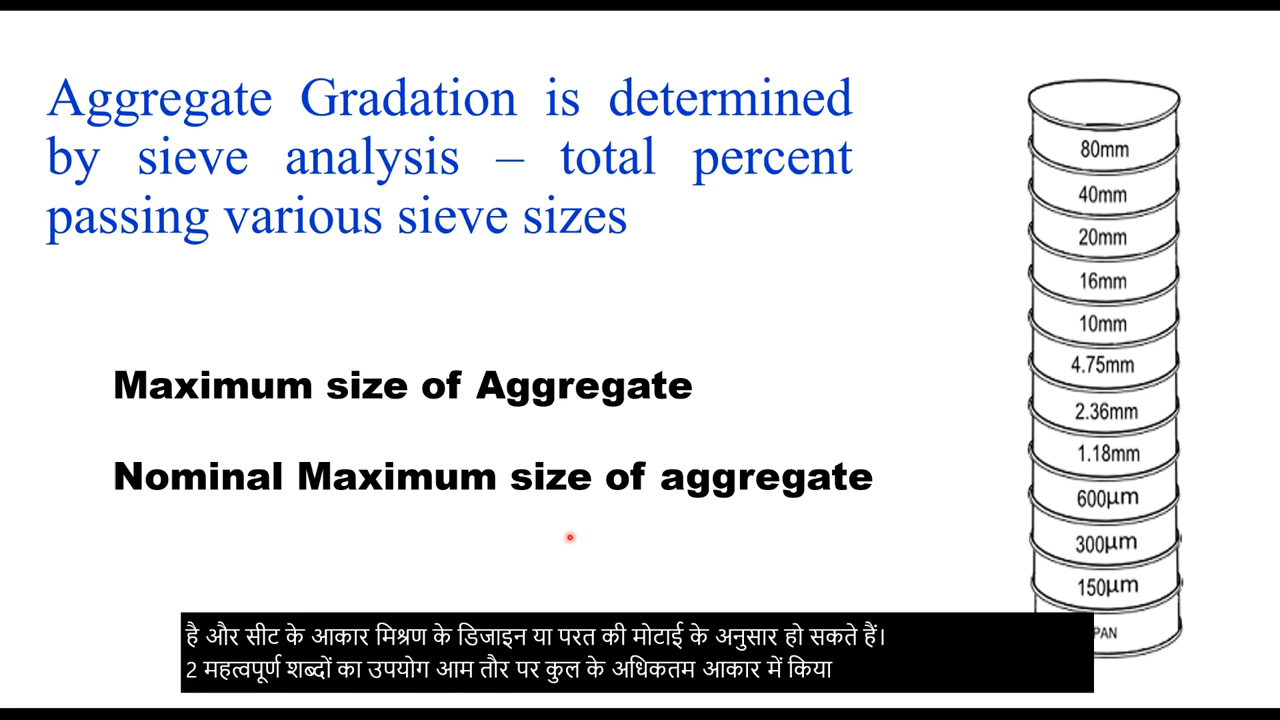 Aggregate Gradation is determined
by sieve analysis – total percent
passing various sieve sizes
Maximum size of Aggregate
Nominal Maximum size of aggregate
80mm
40mm
20mm
16mm
10mm
4.75mm
2.36mm
1.18mm
600µm
300µm
150µm
PAN
है और सीट के आकार मिश्रण के डिजाइन या परत की मोटाई के अनुसार हो सकते हैं।
2 महत्वपूर्ण शब्दों का उपयोग आम तौर पर कुल के अधिकतम आकार में किया